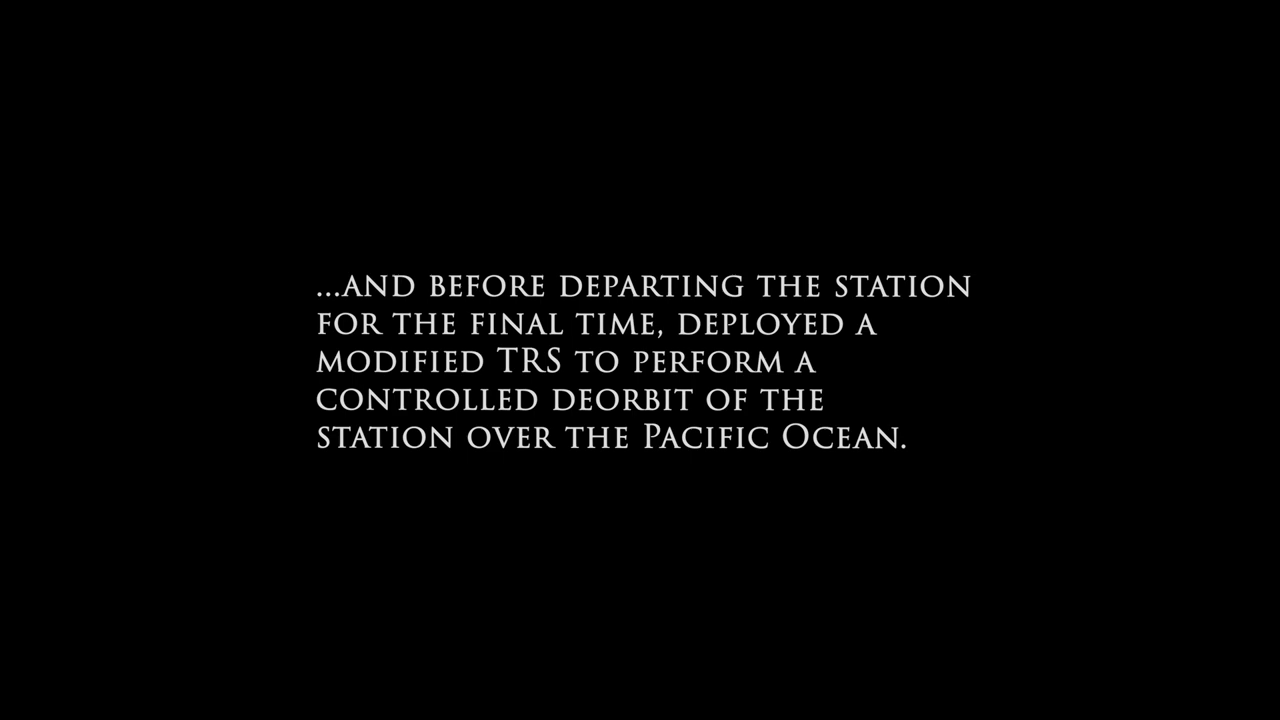 ...AND BEFORE DEPARTING THE STATION
FOR THE FINAL TIME, DEPLOYED A
MODIFIED TRS TO PERFORM A
CONTROLLED DEORBIT OF THE
STATION OVER THE PACIFIC OCEAN.